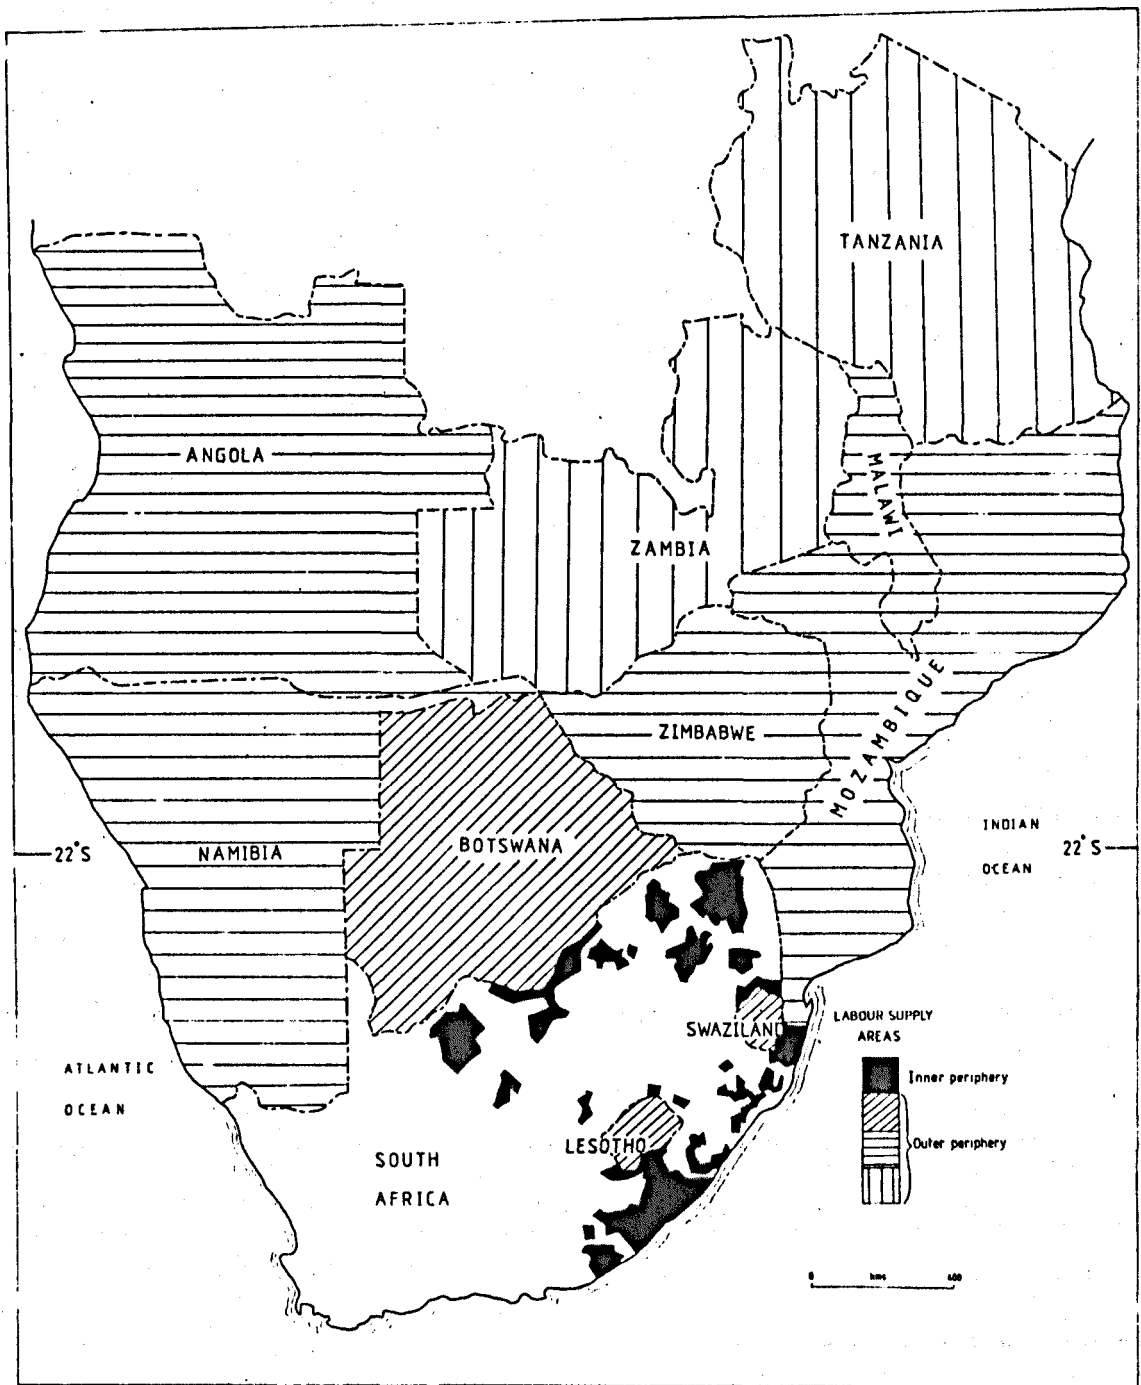 TANZANIA
ANGOLA
MALAWI
ZAMBIA
MOZAMBIQUE
ZIMBABWE
INDIAN
OCEAN
22°S
NAMIBIA
BOTSWANA
22°S
SWAZILAND
LABOUR SUPPLY
AREAS
Inner periphery
Outer periphery
ATLANTIC
OCEAN
LESOTHO
SOUTH
AFRICA
0 kms 400